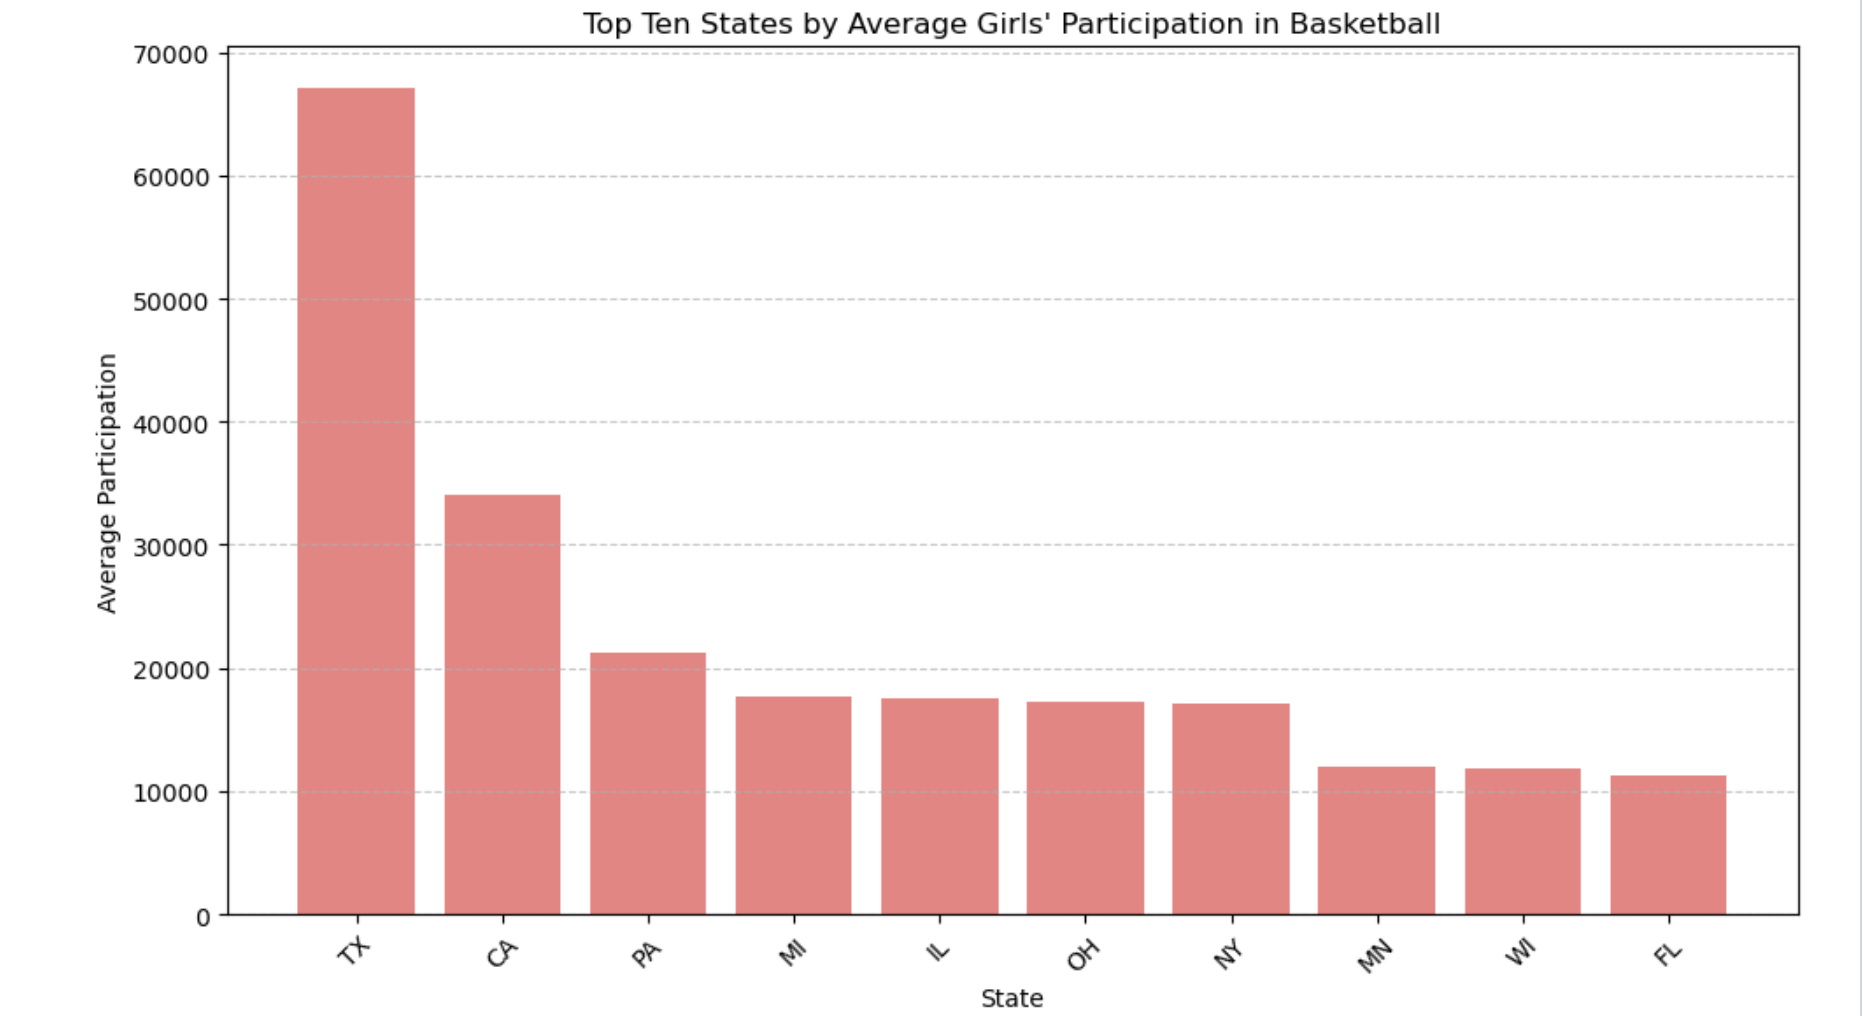 Top Ten States by Average Girls' Participation in Basketball
70000
60000
50000
40000
30000
20000
10000
0
Average Participation
TX
CA
PA
MI
IL
OH
NY
MN
WI
FL
State